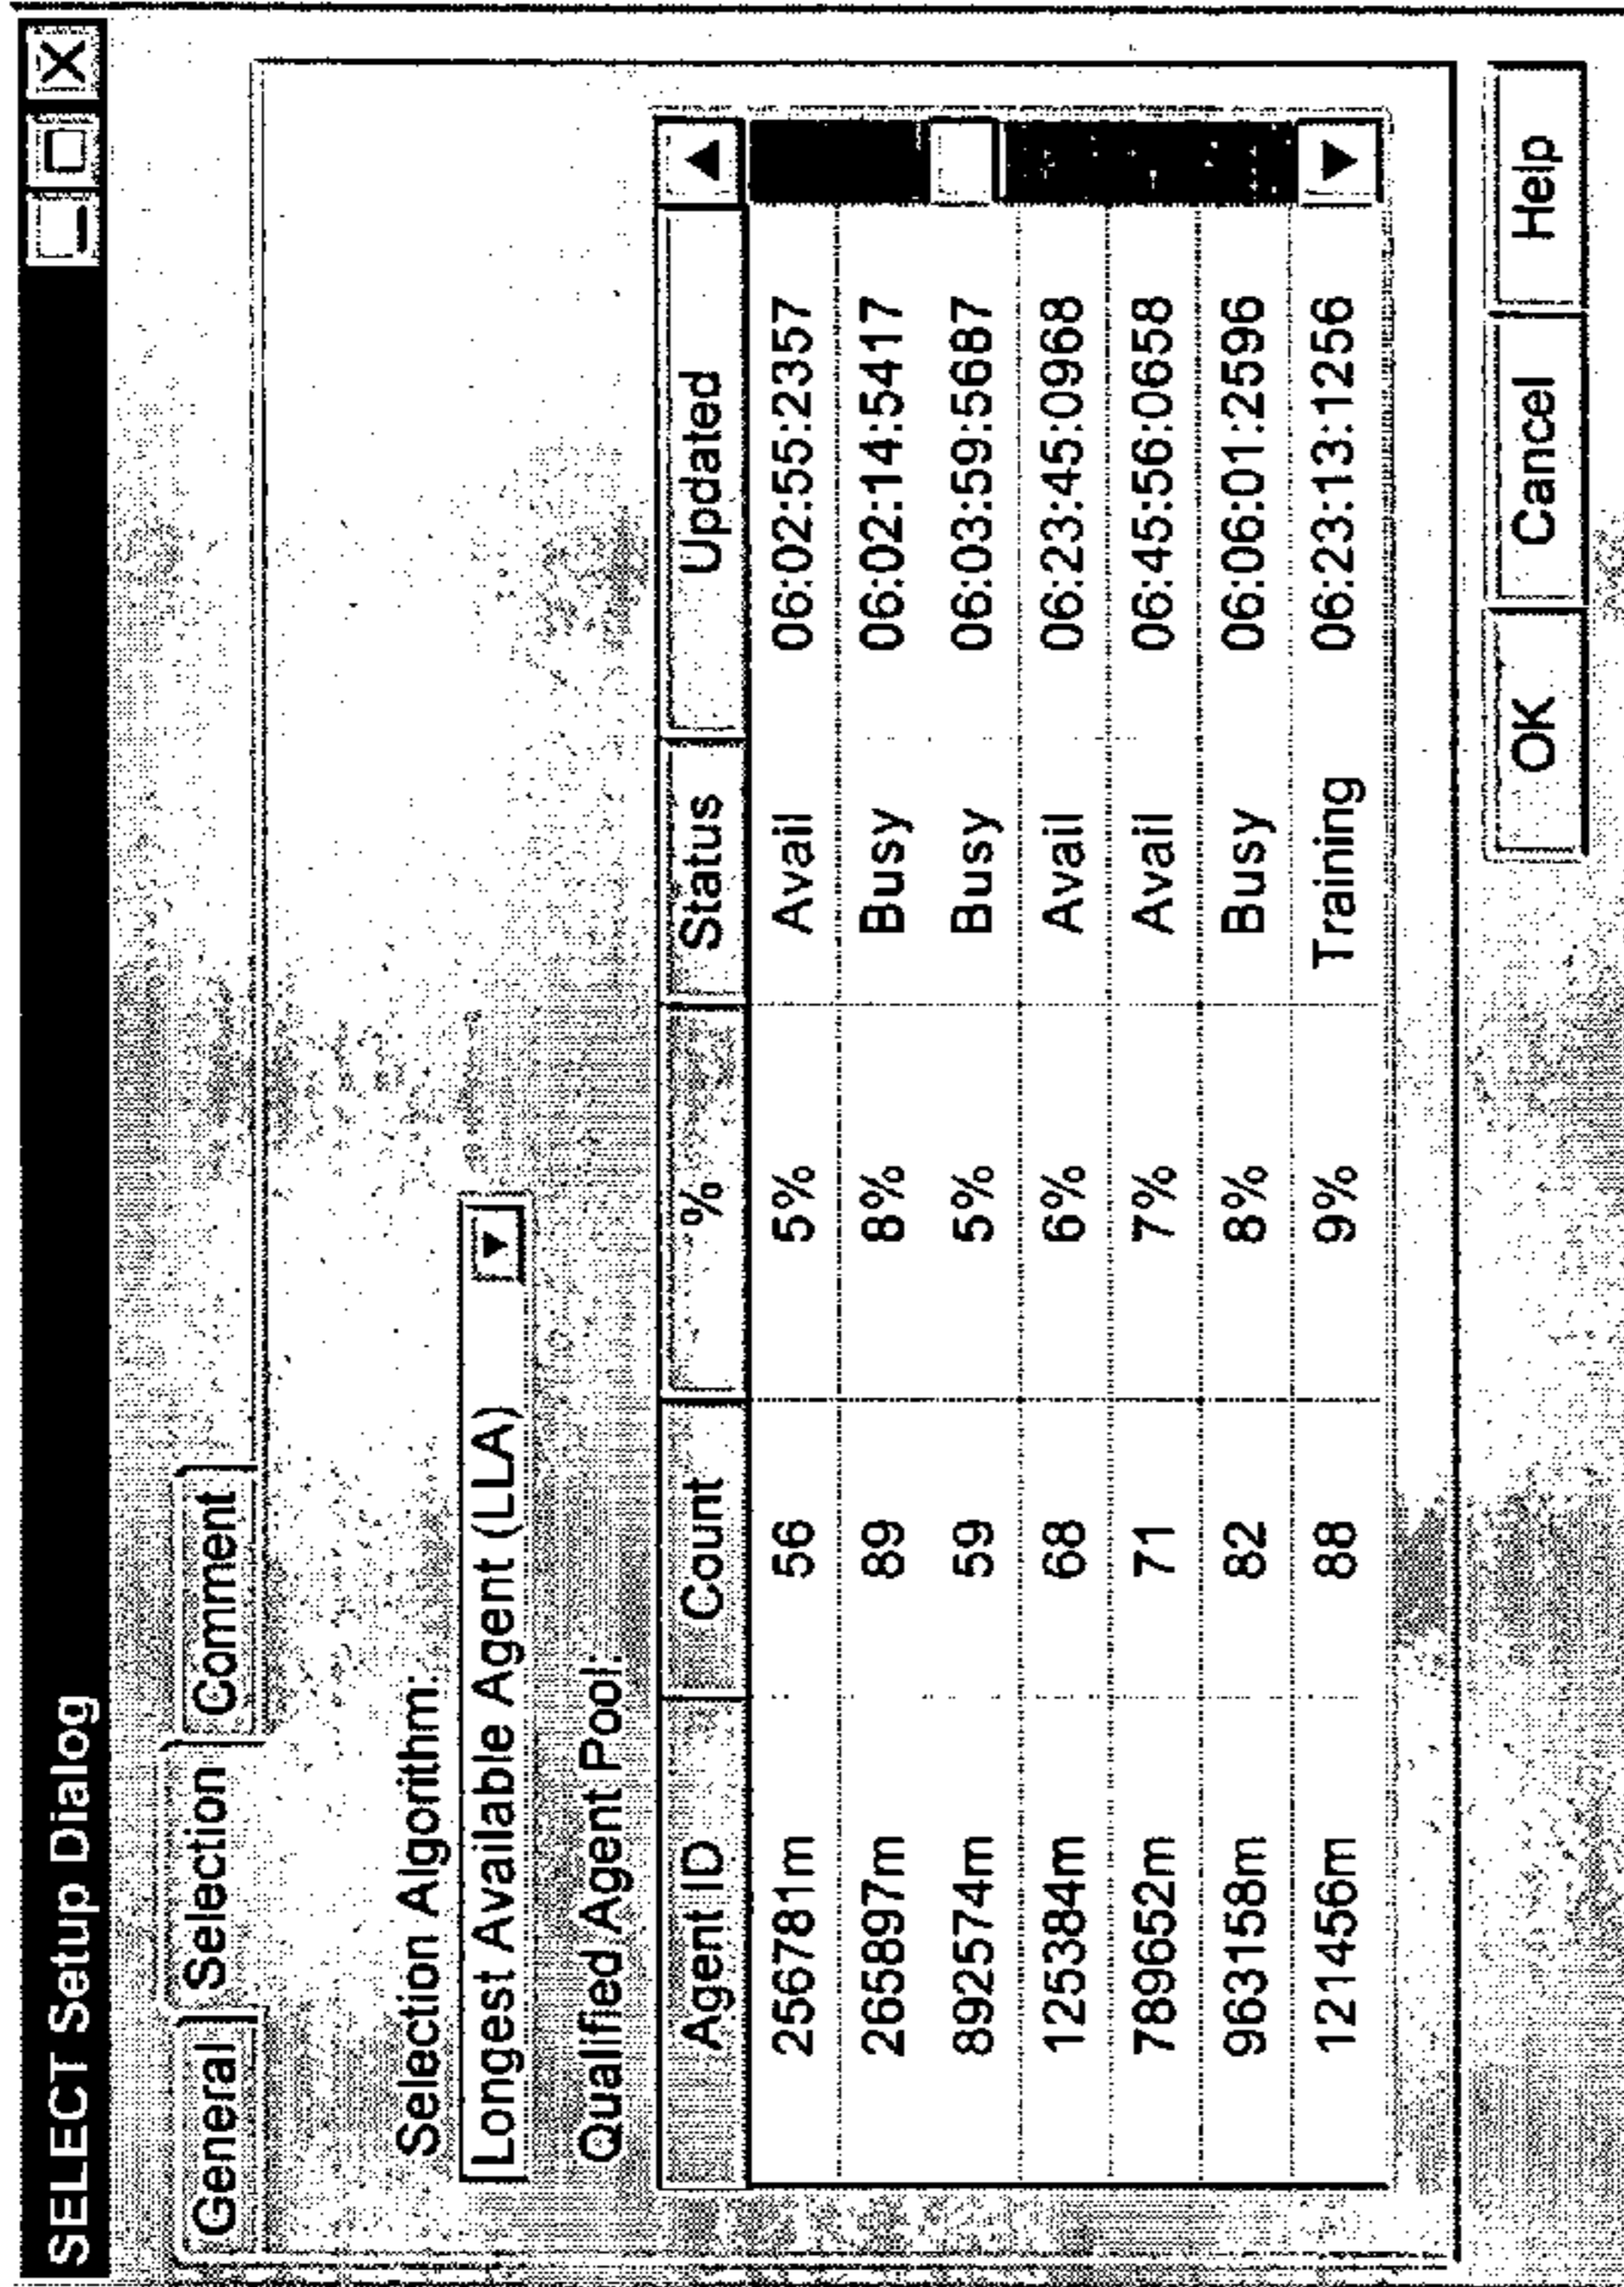 SELECT Setup Dialog
General Selection Comment
Selection Algorithm:
Longest Available Agent (LLA)
Qualified Agent Pool:
Agent ID Count % Status Updated
256781m 56 5% Avail 06:02:55:2357
265897m 89 8% Busy 06:02:14:5417
892574m 59 5% Busy 06:03:59:5687
125384m 68 6% Avail 06:23:45:0968
789652m 71 7% Avail 06:45:56:0658
963158m 82 8% Busy 06:06:01:2596
121456m 88 9% Training 06:23:13:1256
OK Cancel Help